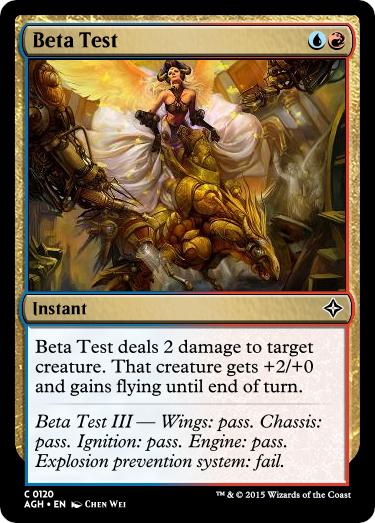 Beta Test
Instant
Beta Test deals 2 damage to target
creature. That creature gets +2/+0
and gains flying until end of turn.
Beta Test III — Wings: pass. Chassis:
pass. Ignition: pass. Engine: pass.
Explosion prevention system: fail.
C 0120
AGH • EN Chen Wei
™ & © 2015 Wizards of the Coast